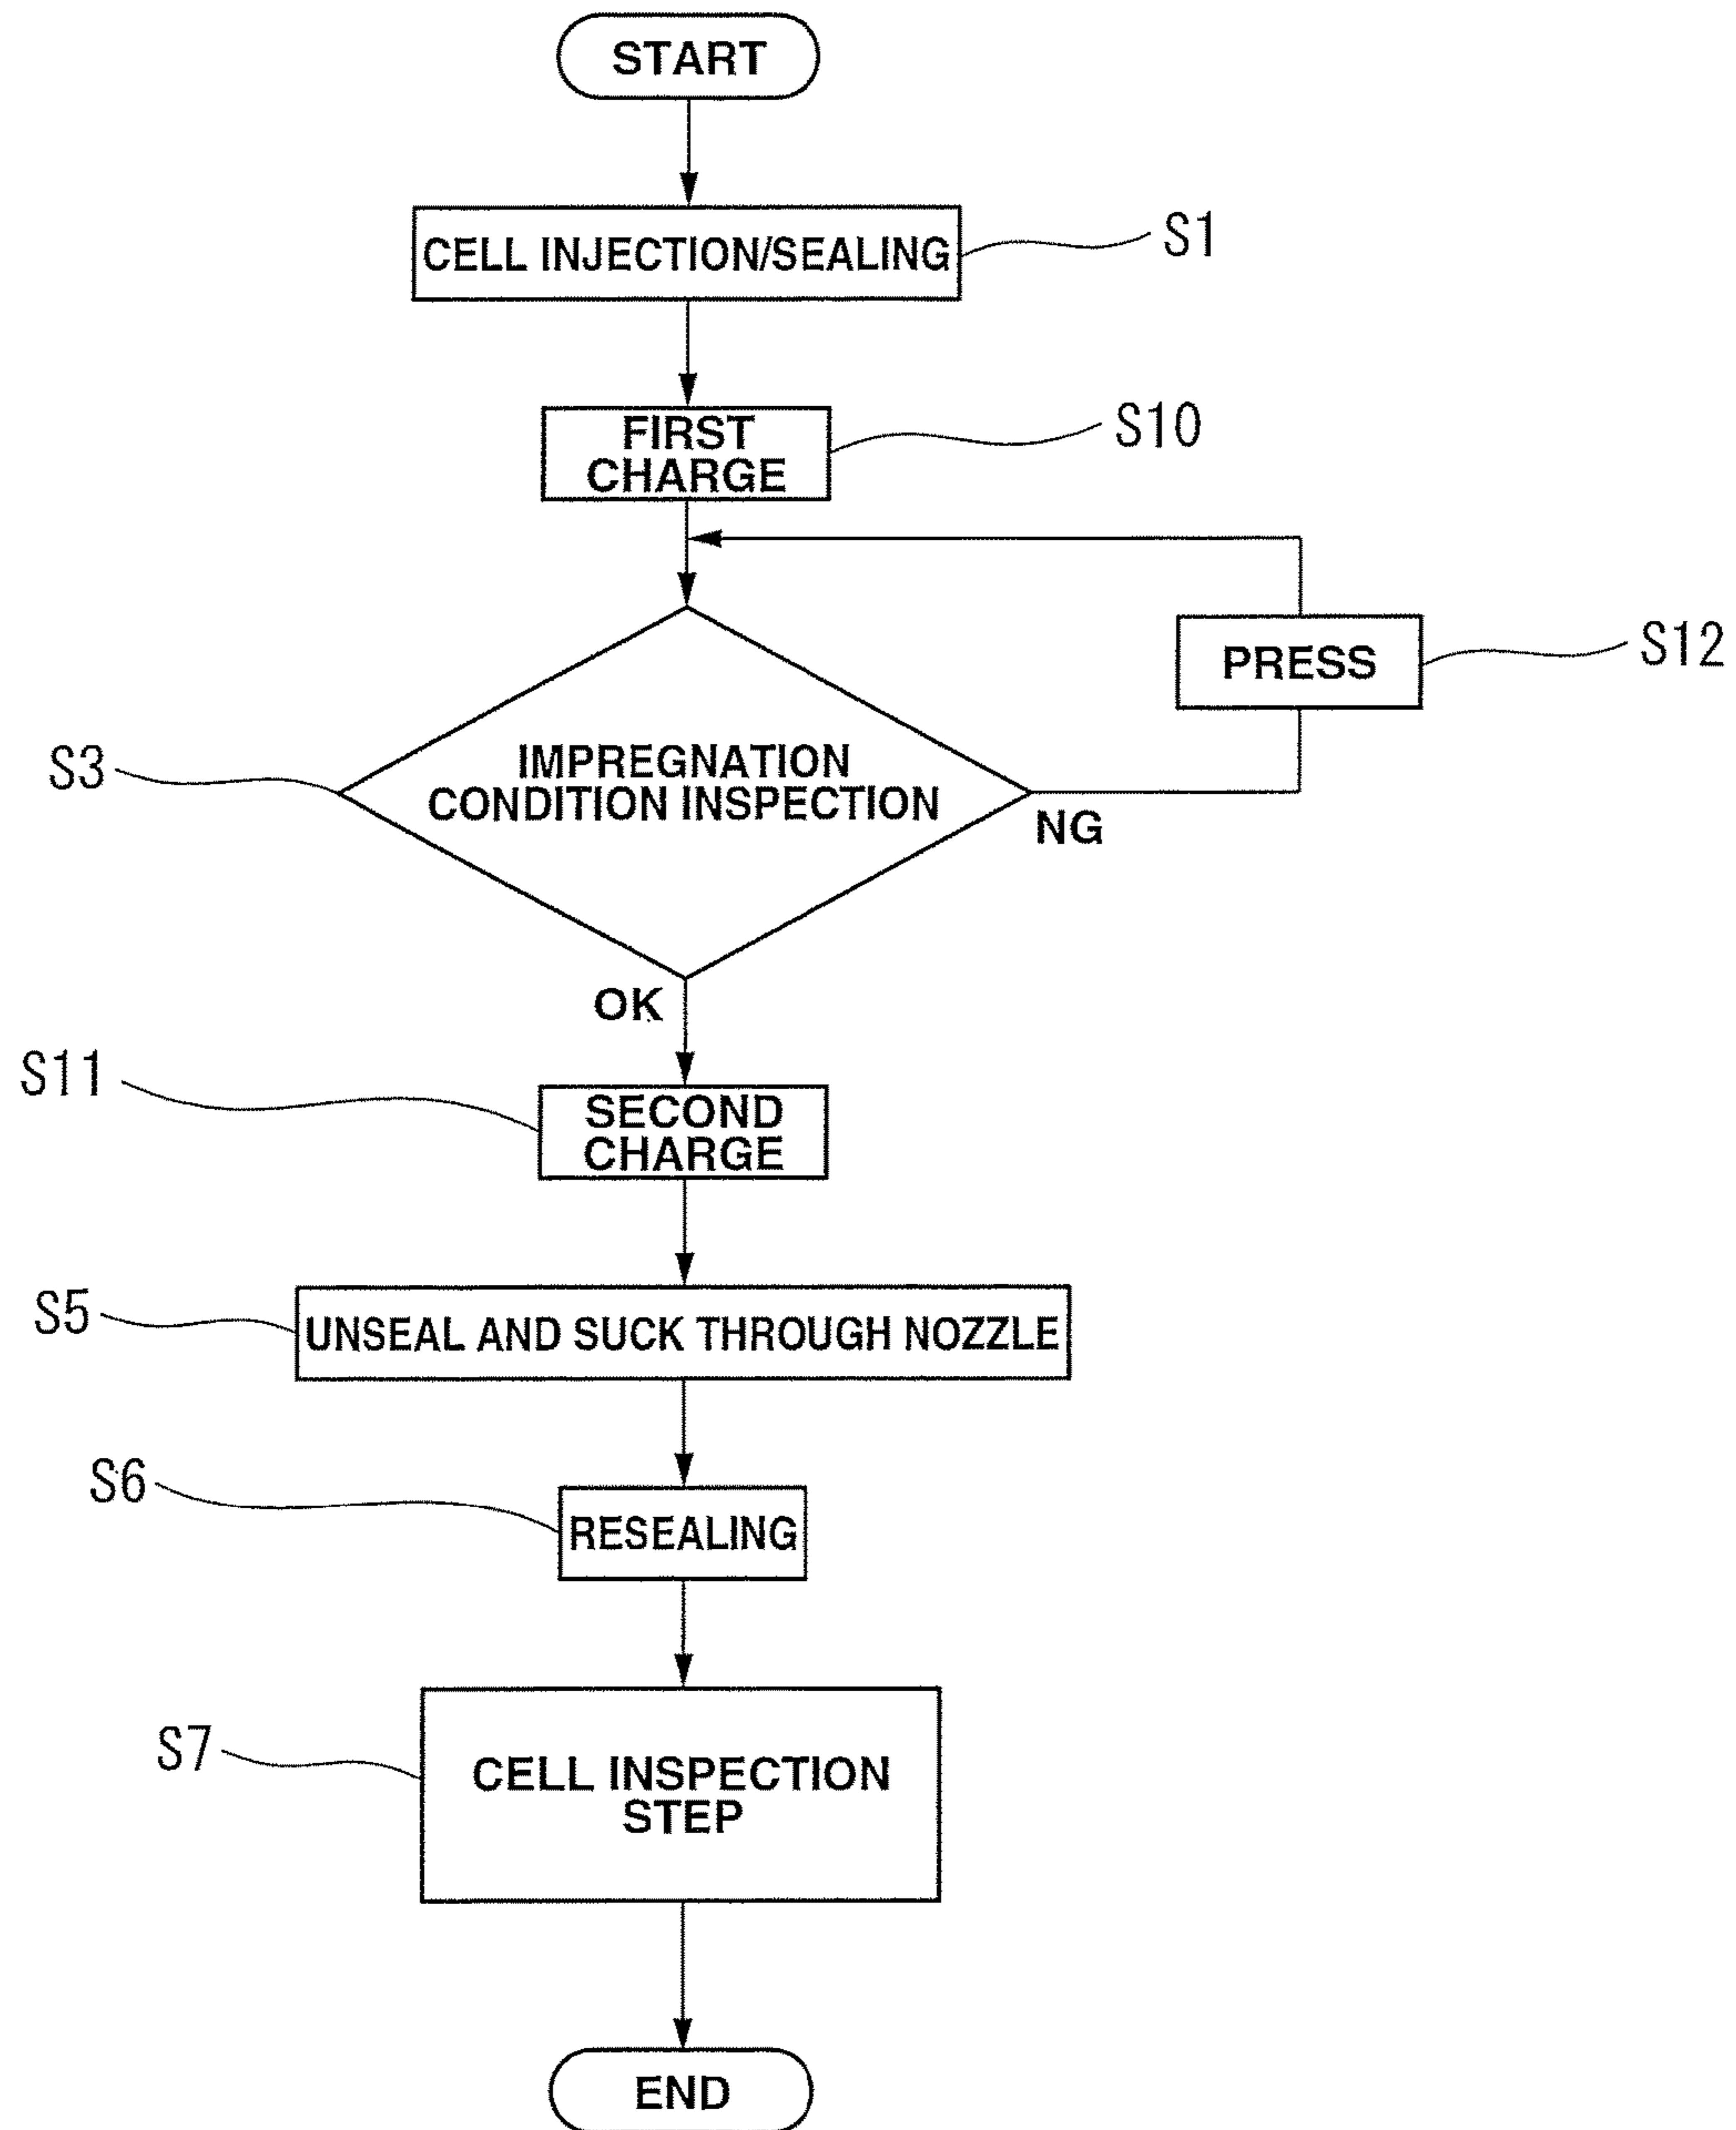 START
CELL INJECTION/SEALING
S1
FIRST
CHARGE
S10
PRESS
S12
IMPREGNATION
CONDITION INSPECTION
S3
NG
OK
S11
SECOND
CHARGE
S5
UNSEAL AND SUCK THROUGH NOZZLE
S6
RESEALING
S7
CELL INSPECTION
STEP
END